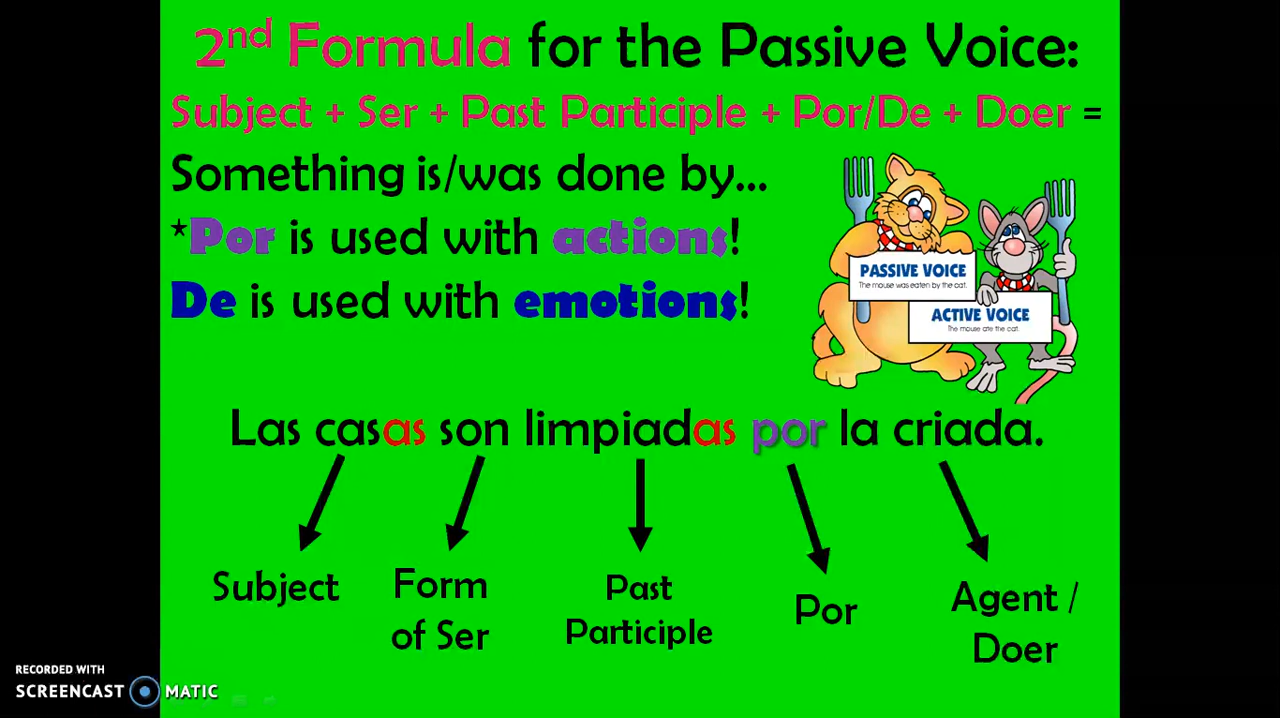 2nd Formula for the Passive Voice:
Subject + Ser + Past Participle + Por/De + Doer =
Something is/was done by...
*Por is used with actions!
De is used with emotions!
PASSIVE VOICE
The mouse was eaten by the cat.
ACTIVE VOICE
The mouse ate the cat.
Las casas son limpiadas por la criada.
Subject
Form
of Ser
Past
Participle
Por
Agent /
Doer
RECORDED WITH
SCREENCAST MATIC